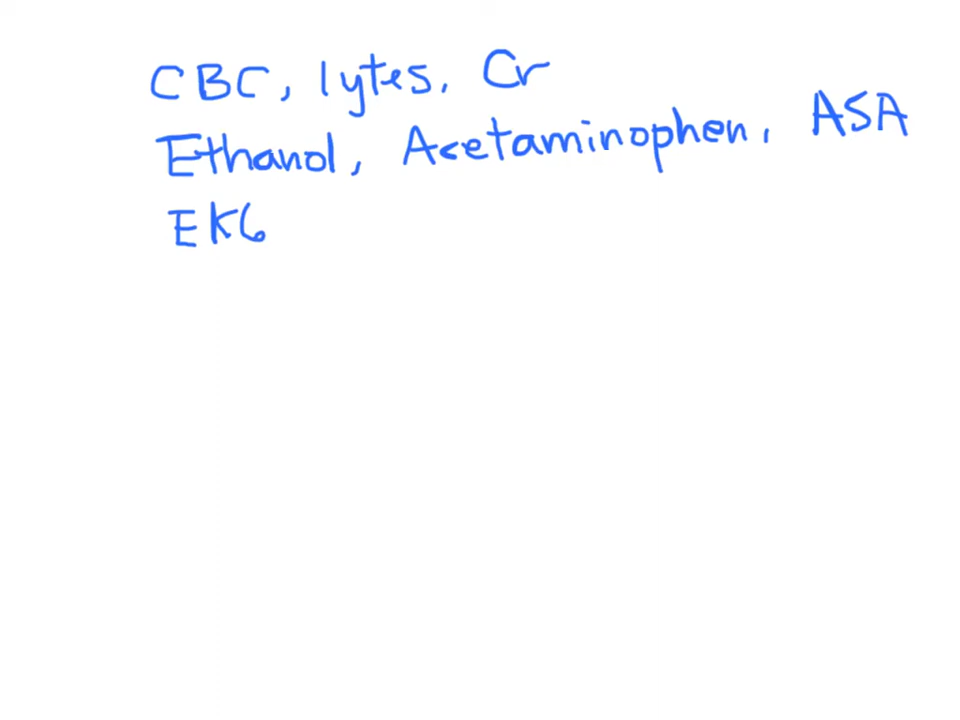 CBC, lytes, Cr
Ethanol, Acetaminophen, ASA
EKG